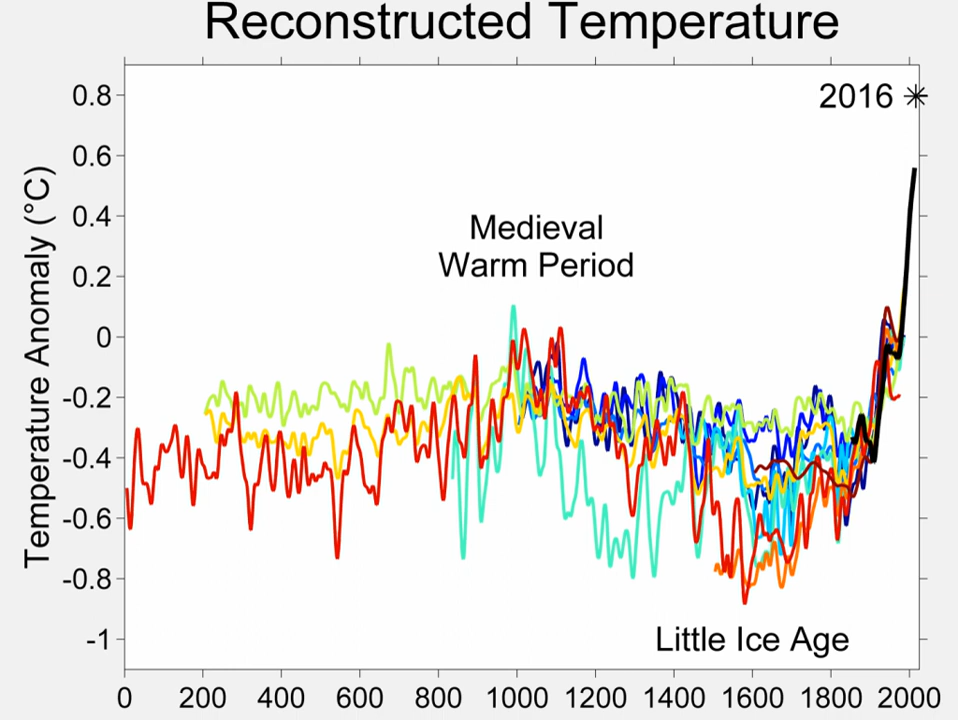 Reconstructed Temperature
Temperature Anomaly (°C)
0.8
0.6
0.4
0.2
0
-0.2
-0.4
-0.6
-0.8
-1
2016
Medieval
Warm Period
Little Ice Age
0 200 400 600 800 1000 1200 1400 1600 1800 2000